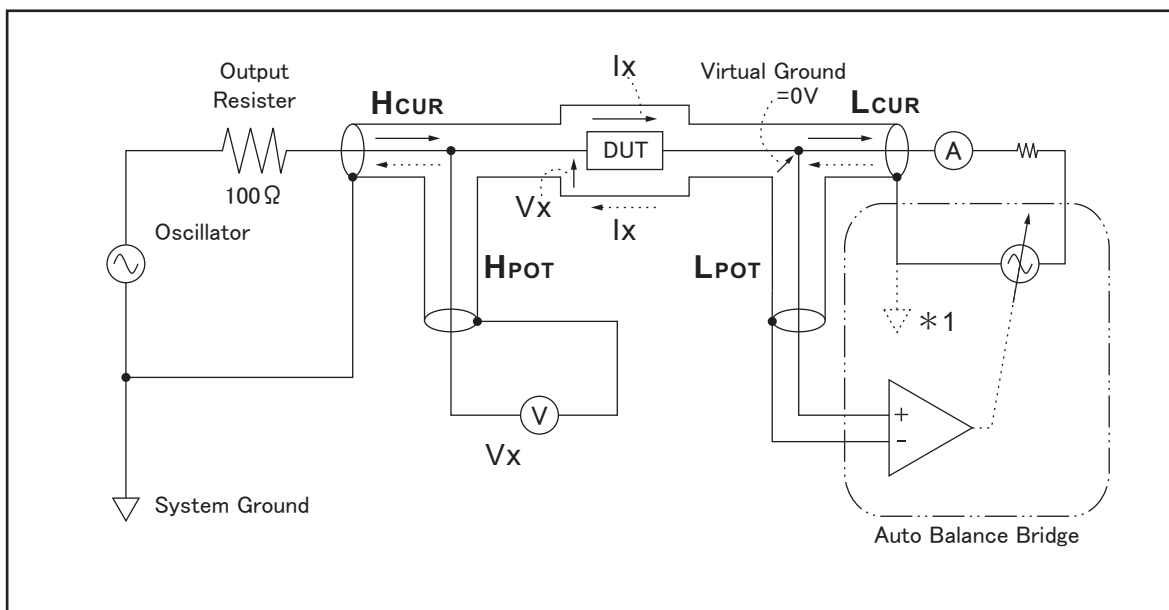 Output
Resister
100Ω
Oscillator
System Ground
HCUR
Ix
DUT
Vx
Ix
Virtual Ground
=0V
LCUR
A
HPOT
LPOT
V
Vx
*1
+
-
Auto Balance Bridge